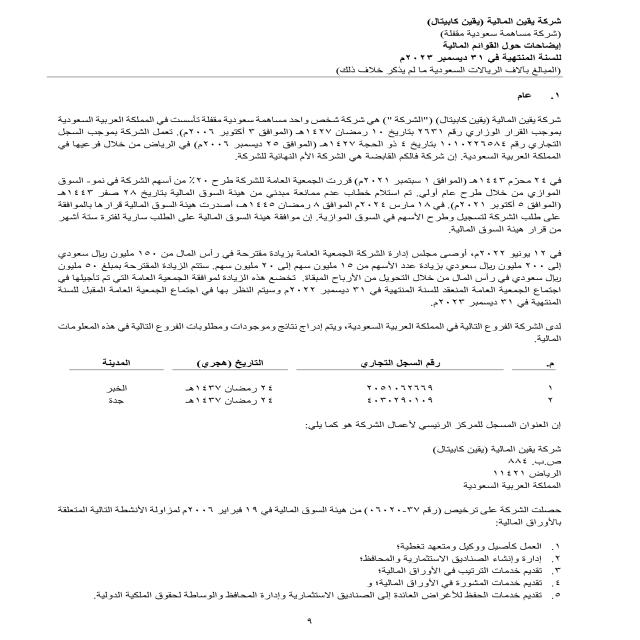 شركة يقين المالية (يقين كابيتال)
(شركة مساهمة سعودية مقفلة)
إيضاحات حول القوائم المالية
للسنة المنتهية في ٣١ ديسمبر ٢٠٢٣م
(المبالغ بآلاف الريالات السعودية ما لم يذكر خلاف ذلك)
١. عام
شركة يقين المالية (يقين كابيتال) ("الشركة") هي شركة شخص واحد مساهمة سعودية مقفلة تأسست في المملكة العربية السعودية
بموجب القرار الوزاري رقم ٢٦٣١ بتاريخ ١٠ رمضان ١٤٢٧هـ (الموافق ٣ أكتوبر ٢٠٠٦م). تعمل الشركة بموجب السجل
التجاري رقم ١٠١٠٢٢٦٥٨٤ بتاريخ ٤ ذو الحجة ١٤٢٧هـ (الموافق ٢٥ ديسمبر ٢٠٠٦م) في الرياض من خلال فرعيها في
المملكة العربية السعودية. إن شركة فالكم القابضة هي الشركة الأم النهائية للشركة.
في ٢٤ محرّم ١٤٤٣هـ (الموافق ١ سبتمبر ٢٠٢١م) قررت الجمعية العامة للشركة طرح ٢٠٪ من أسهم الشركة في نمو- السوق
الموازي من خلال طرح عام أولي. تم استلام خطاب عدم ممانعة مبدئي من هيئة السوق المالية بتاريخ ٢٨ صفر ١٤٤٣هـ
(الموافق ٥ أكتوبر ٢٠٢١م). في ١٨ مارس ٢٠٢٤م الموافق ٨ رمضان ١٤٤٥هـ، أصدرت هيئة السوق المالية قرارها بالموافقة
على طلب الشركة لتسجيل وطرح الأسهم في السوق الموازية. إن موافقة هيئة السوق المالية على الطلب سارية لفترة ستة أشهر
من قرار هيئة السوق المالية.
في ١٢ يونيو ٢٠٢٢م، أوصى مجلس إدارة الشركة الجمعية العامة بزيادة مقترحة في رأس المال من ١٥٠ مليون ريال سعودي
إلى ٢٠٠ مليون ريال سعودي بزيادة عدد الأسهم من ١٥ مليون سهم إلى ٢٠ مليون سهم. ستتم الزيادة المقترحة بمبلغ ٥٠ مليون
ريال سعودي في رأس المال من خلال التحويل من الأرباح المبقاة. تخضع هذه الزيادة لموافقة الجمعية العامة التي تم تأجيلها في
اجتماع الجمعية العامة المنعقد للسنة المنتهية في ٣١ ديسمبر ٢٠٢٢م وسيتم النظر بها في اجتماع الجمعية العامة المقبل للسنة
المنتهية في ٣١ ديسمبر ٢٠٢٣م.
لدى الشركة الفروع التالية في المملكة العربية السعودية، ويتم إدراج نتائج وموجودات ومطلوبات الفروع التالية في هذه المعلومات
المالية.
م. رقم السجل التجاري التاريخ (هجري) المدينة
١ ٢٠٥١٠٦٢٦٦٩ ٢٤ رمضان ١٤٣٧هـ الخبر
٢ ٤٠٣٠٢٩٠١٠٩ ٢٤ رمضان ١٤٣٧هـ جدة
إن العنوان المسجل للمركز الرئيسي لأعمال الشركة هو كما يلي:
شركة يقين المالية (يقين كابيتال)
ص.ب. ٨٨٤
الرياض ١١٤٢١
المملكة العربية السعودية
حصلت الشركة على ترخيص (رقم ٣٧-٠٦٠٢٠) من هيئة السوق المالية في ١٩ فبراير ٢٠٠٦م لمزاولة الأنشطة التالية المتعلقة
بالأوراق المالية:
١. العمل كأصيل ووكيل ومتعهد تغطية؛
٢. إدارة وإنشاء الصناديق الاستثمارية والمحافظ؛
٣. تقديم خدمات الترتيب في الأوراق المالية؛
٤. تقديم خدمات المشورة في الأوراق المالية؛ و
٥. تقديم خدمات الحفظ للأغراض العائدة إلى الصناديق الاستثمارية وإدارة المحافظ والوساطة لحقوق الملكية الدولية.
٩